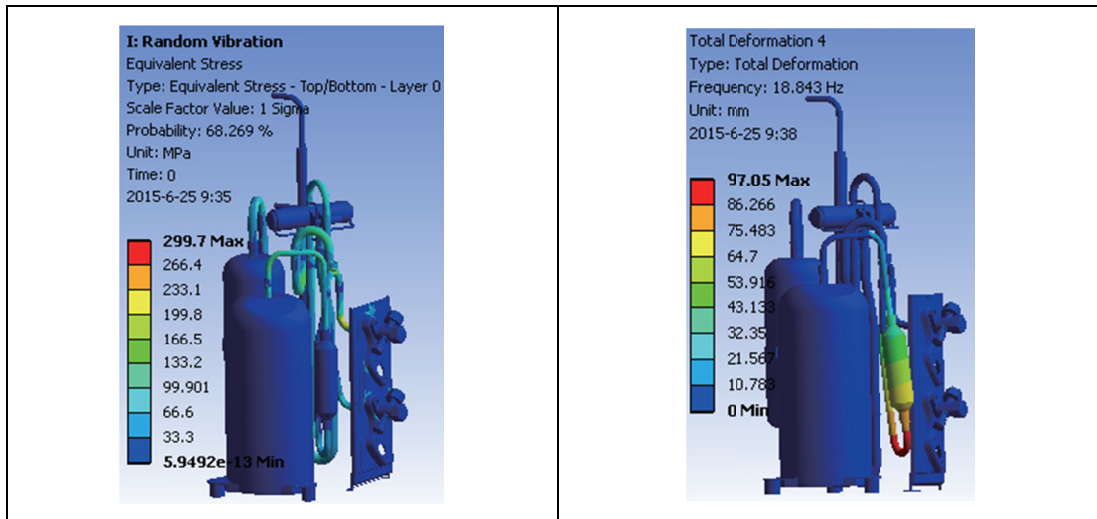 I: Random Vibration
Equivalent Stress
Type: Equivalent Stress - Top/Bottom - Layer 0
Scale Factor Value: 1 Sigma
Probability: 68.269 %
Unit: MPa
Time: 0
2015-6-25 9:35
299.7 Max
266.4
233.1
199.8
166.5
133.2
99.901
66.6
33.3
5.9492e-13 Min
Total Deformation 4
Type: Total Deformation
Frequency: 18.843 Hz
Unit: mm
2015-6-25 9:38
97.05 Max
86.266
75.483
64.7
53.916
43.133
32.35
21.567
10.783
0 Min